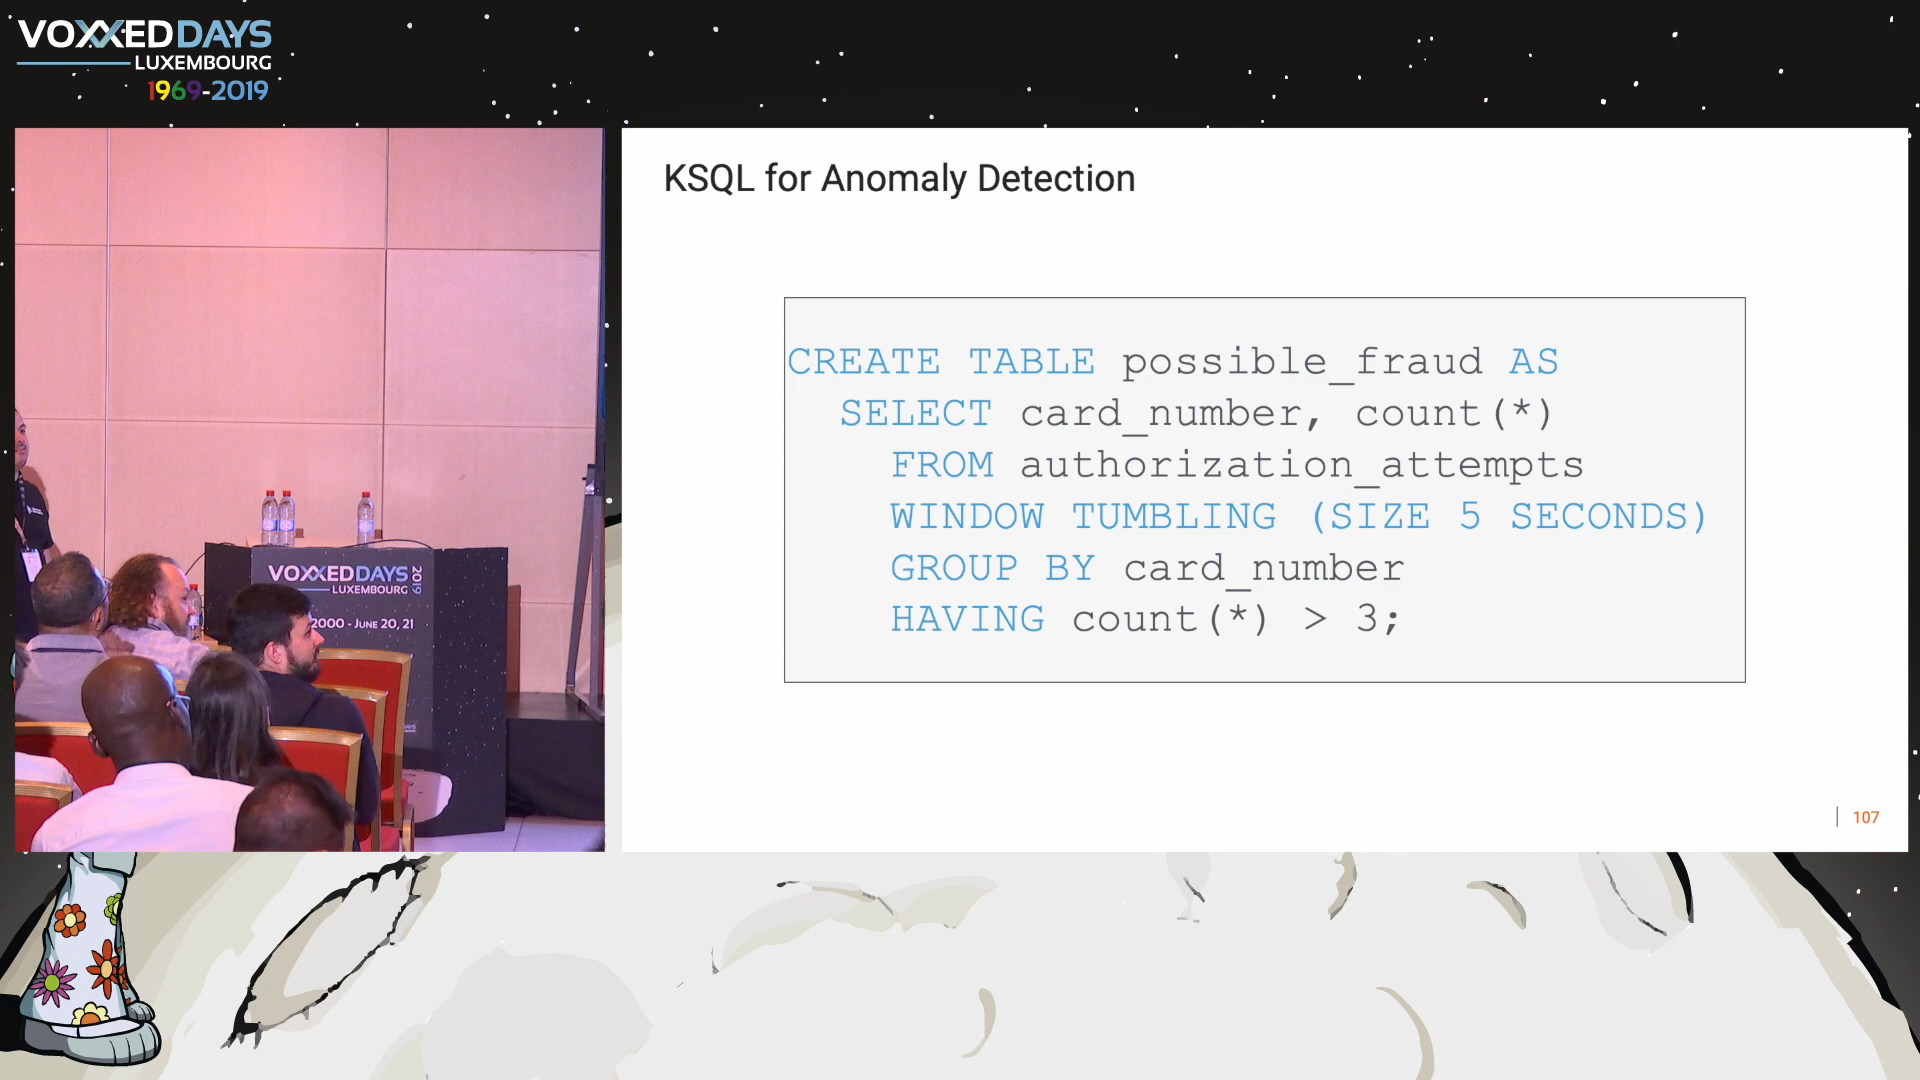 VOXXEDDAYS
LUXEMBOURG
1969-2019
KSQL for Anomaly Detection
CREATE TABLE possible_fraud AS
SELECT card_number, count(*)
FROM authorization_attempts
WINDOW TUMBLING (SIZE 5 SECONDS)
GROUP BY card_number
HAVING count(*) > 3;
107
VOXXEDDAYS 2019
LUXEMBOURG
2000 - JUNE 20, 21